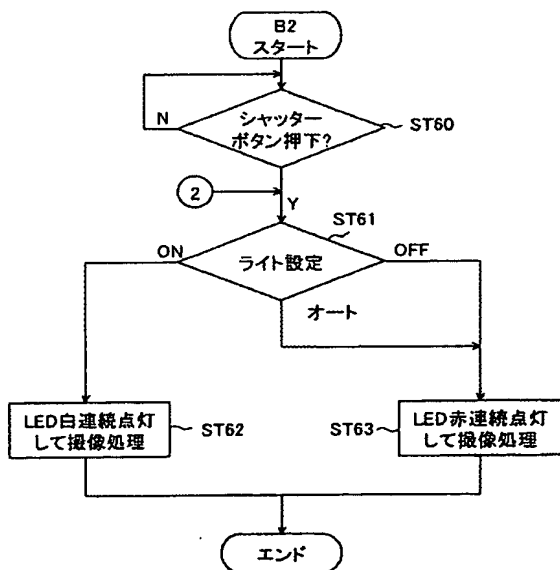 B2
スタート
N
シャッター
ボタン押下?
ST60
2
Y
ST61
ON
ライト設定
OFF
オート
LED白連続点灯
して撮像処理
ST62
ST63
LED赤連続点灯
して撮像処理
エンド